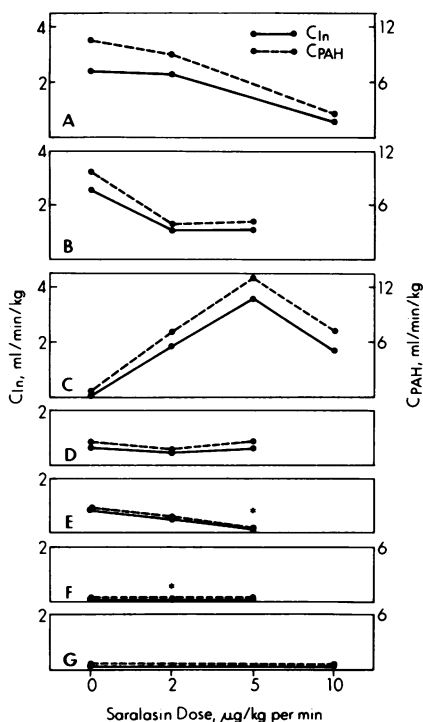 4
2
A
12
6
C_In
C_PAH
4
2
B
12
6
4
2
C
12
6
2
D
2
E
*
2
F
*
6
2
G
6
0 2 5 10
C_In, ml/min/kg
C_PAH, ml/min/kg
Saralasin Dose, µg/kg per min